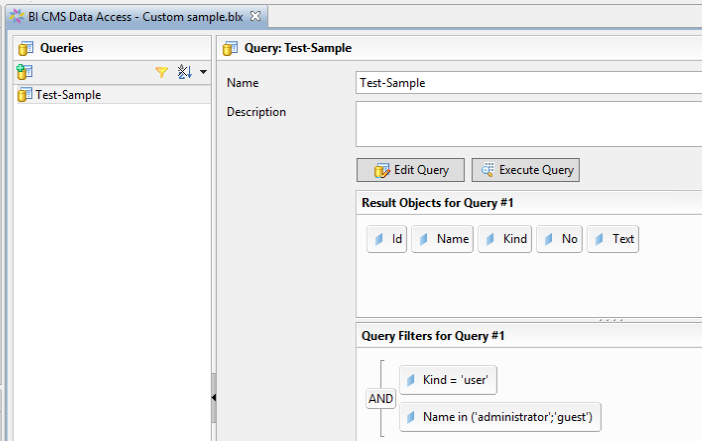 BI CMS Data Access - Custom sample.blx
Queries
Query: Test-Sample
Test-Sample
Name
Test-Sample
Description
Edit Query
Execute Query
Result Objects for Query #1
Id
Name
Kind
No
Text
Query Filters for Query #1
AND
Kind = 'user'
Name in ('administrator';'guest')